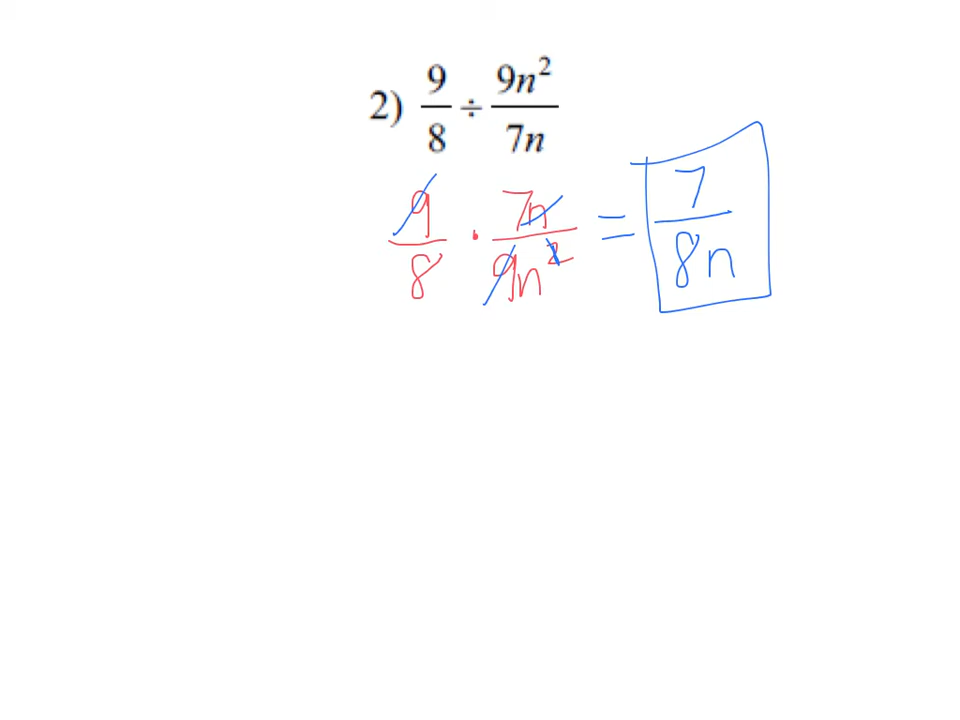 2) 9/8 ÷ 9n²/7n
9/8 · 7n/9n² = 7/8n